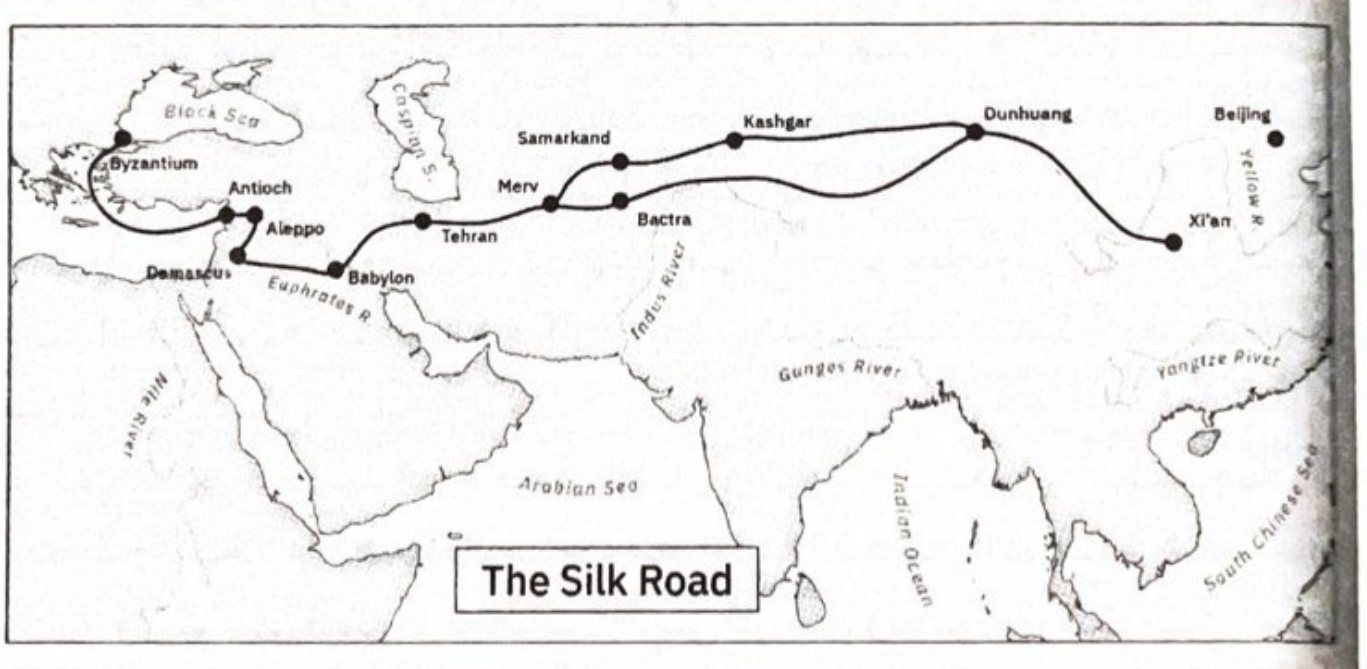 Black Sea
Caspian S.
Byzantium
Antioch
Aleppo
Damascus
Babylon
Euphrates R.
Tehran
Merv
Samarkand
Bactra
Kashgar
Dunhuang
Beijing
Yellow R.
Xi'an
Indus River
Gunges River
Yangtze River
Nile River
Arabian Sea
Indian Ocean
South Chinese Sea
The Silk Road